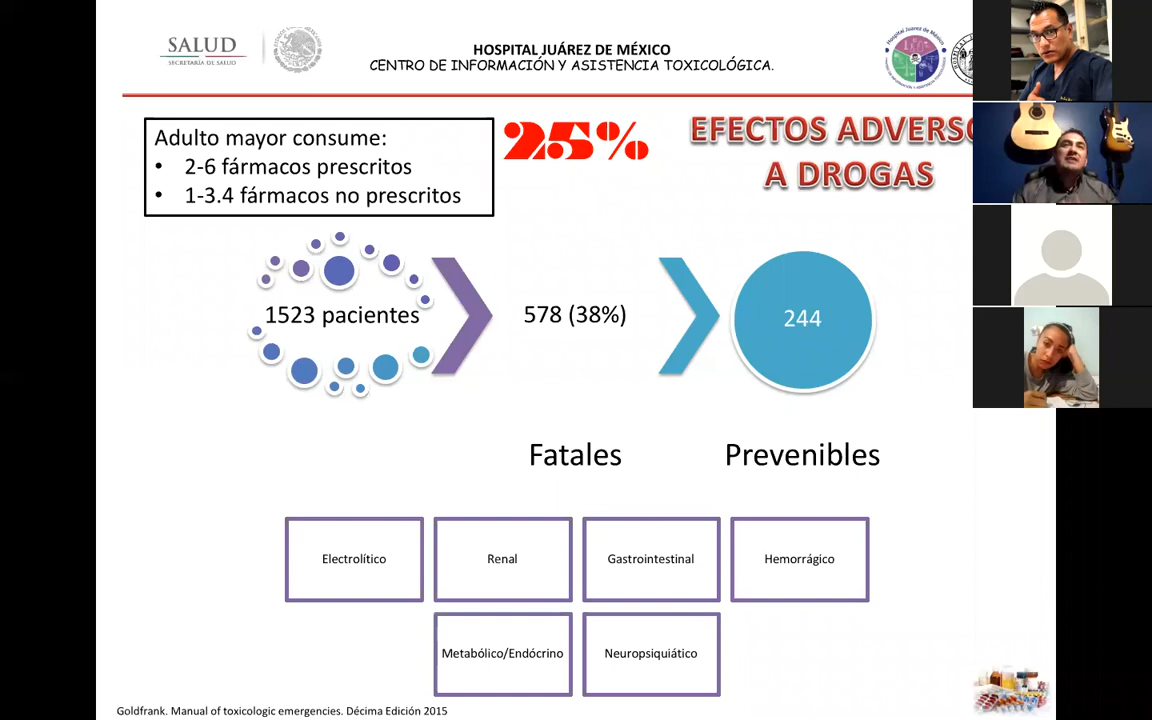 SALUD
SECRETARÍA DE SALUD
HOSPITAL JUÁREZ DE MÉXICO
CENTRO DE INFORMACIÓN Y ASISTENCIA TOXICOLÓGICA.
Adulto mayor consume:
• 2-6 fármacos prescritos
• 1-3.4 fármacos no prescritos
25%
EFECTOS ADVERSO
A DROGAS
1523 pacientes
578 (38%)
244
Fatales
Prevenibles
Electrolítico
Renal
Gastrointestinal
Hemorrágico
Metabólico/Endócrino
Neuropsiquiático
Goldfrank. Manual of toxicologic emergencies. Décima Edición 2015